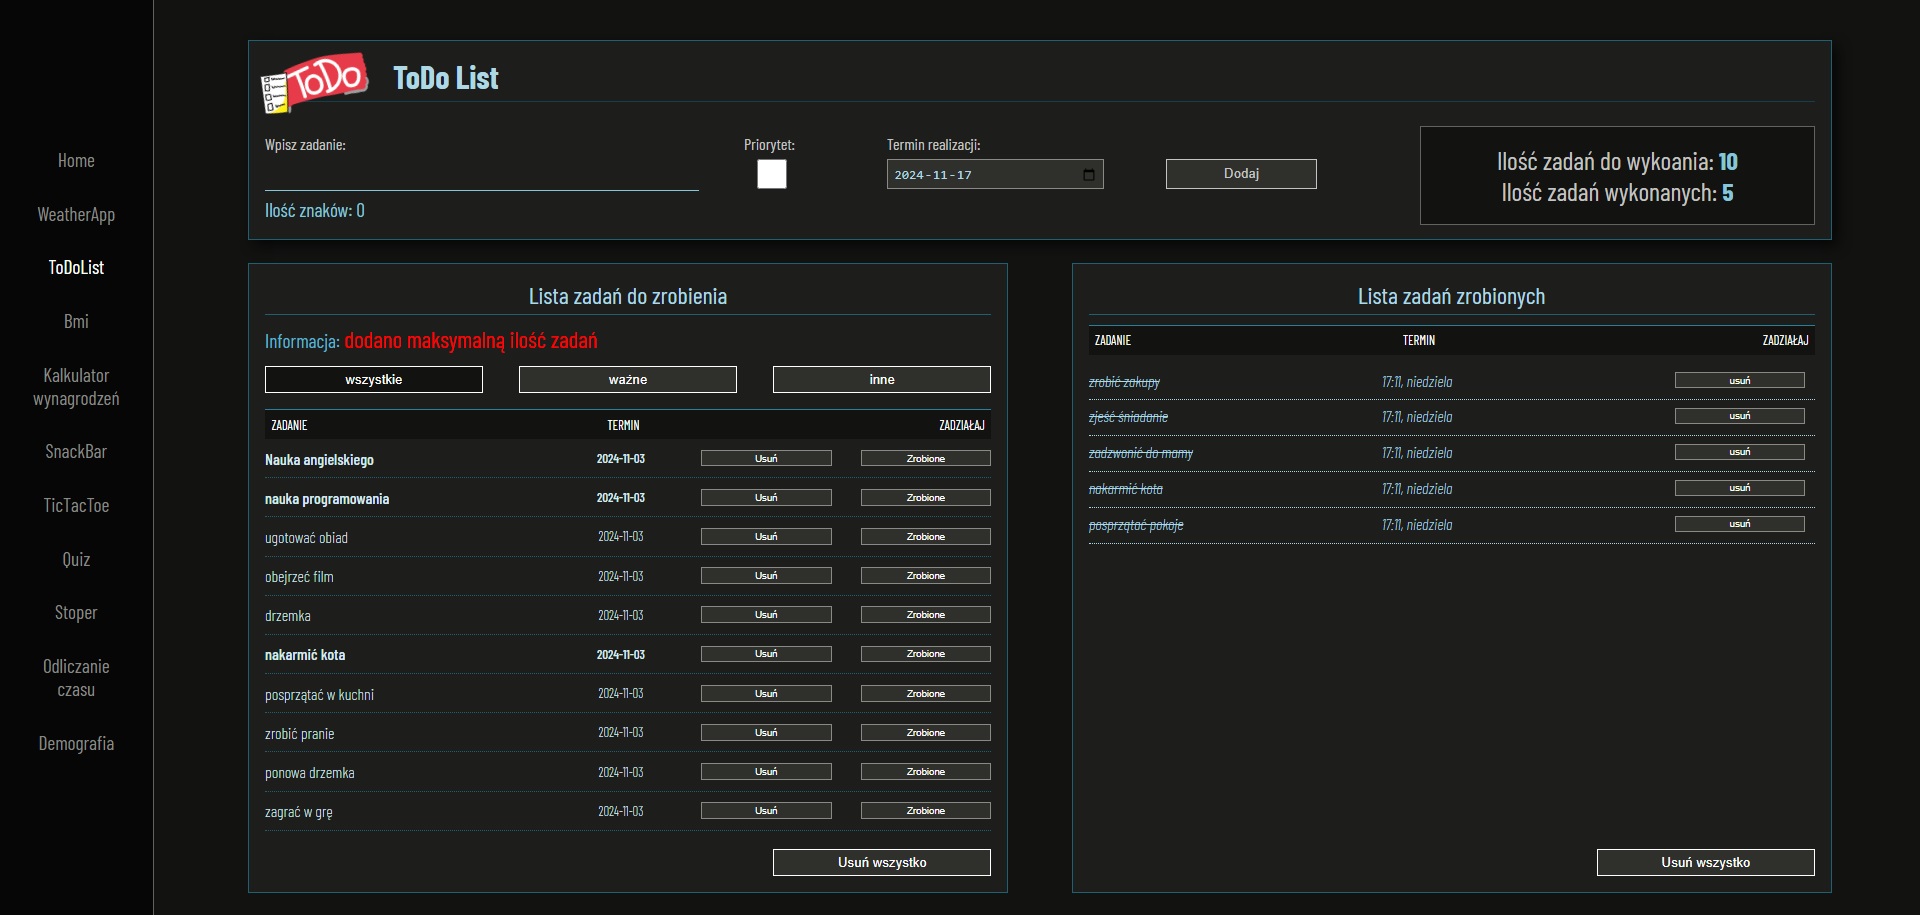 Home
WeatherApp
ToDoList
Bmi
Kalkulator
wynagrodzeń
SnackBar
TicTacToe
Quiz
Stoper
Odliczanie
czasu
Demografia
ToDo
ToDo List
Wpisz zadanie:
Priorytet:
Termin realizacji:
2024-11-17
Dodaj
Ilość znaków: 0
Ilość zadań do wykoania: 10
Ilość zadań wykonanych: 5
Lista zadań do zrobienia
Informacja: dodano maksymalną ilość zadań
wszystkie ważne inne
ZADANIE TERMIN ZADZIAŁAJ
Nauka angielskiego 2024-11-03 Usuń Zrobione
nauka programowania 2024-11-03 Usuń Zrobione
ugotować obiad 2024-11-03 Usuń Zrobione
obejrzeć film 2024-11-03 Usuń Zrobione
drzemka 2024-11-03 Usuń Zrobione
nakarmić kota 2024-11-03 Usuń Zrobione
posprzątać w kuchni 2024-11-03 Usuń Zrobione
zrobić pranie 2024-11-03 Usuń Zrobione
ponowa drzemka 2024-11-03 Usuń Zrobione
zagrać w grę 2024-11-03 Usuń Zrobione
Usuń wszystko
Lista zadań zrobionych
ZADANIE TERMIN ZADZIAŁAJ
zrobić zakupy 17:11, niedziela usuń
zjeść śniadanie 17:11, niedziela usuń
zadzwonić do mamy 17:11, niedziela usuń
nakarmić kota 17:11, niedziela usuń
posprzątać pokoje 17:11, niedziela usuń
Usuń wszystko